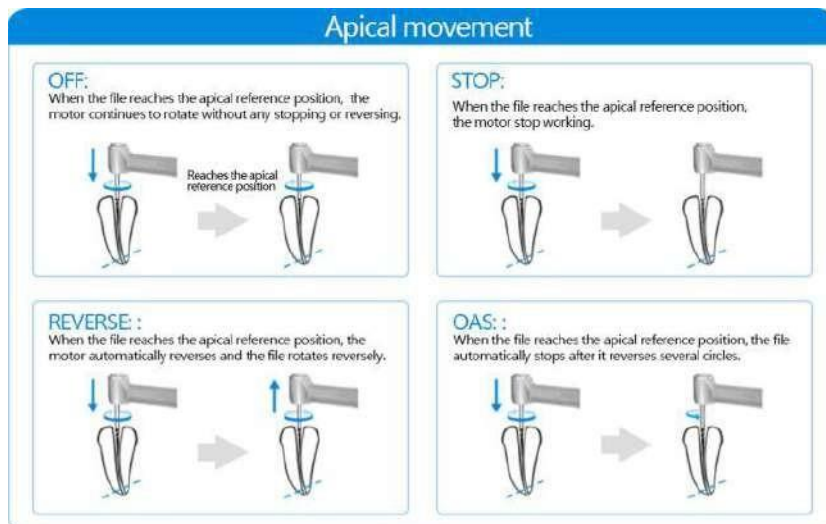 Apical movement
OFF:
When the file reaches the apical reference position, the
motor continues to rotate without any stopping or reversing.
Reaches the apical
reference position
STOP:
When the file reaches the apical reference position,
the motor stop working.
REVERSE: :
When the file reaches the apical reference position, the
motor automatically reverses and the file rotates reversely.
OAS: :
When the file reaches the apical reference position, the file
automatically stops after it reverses several circles.